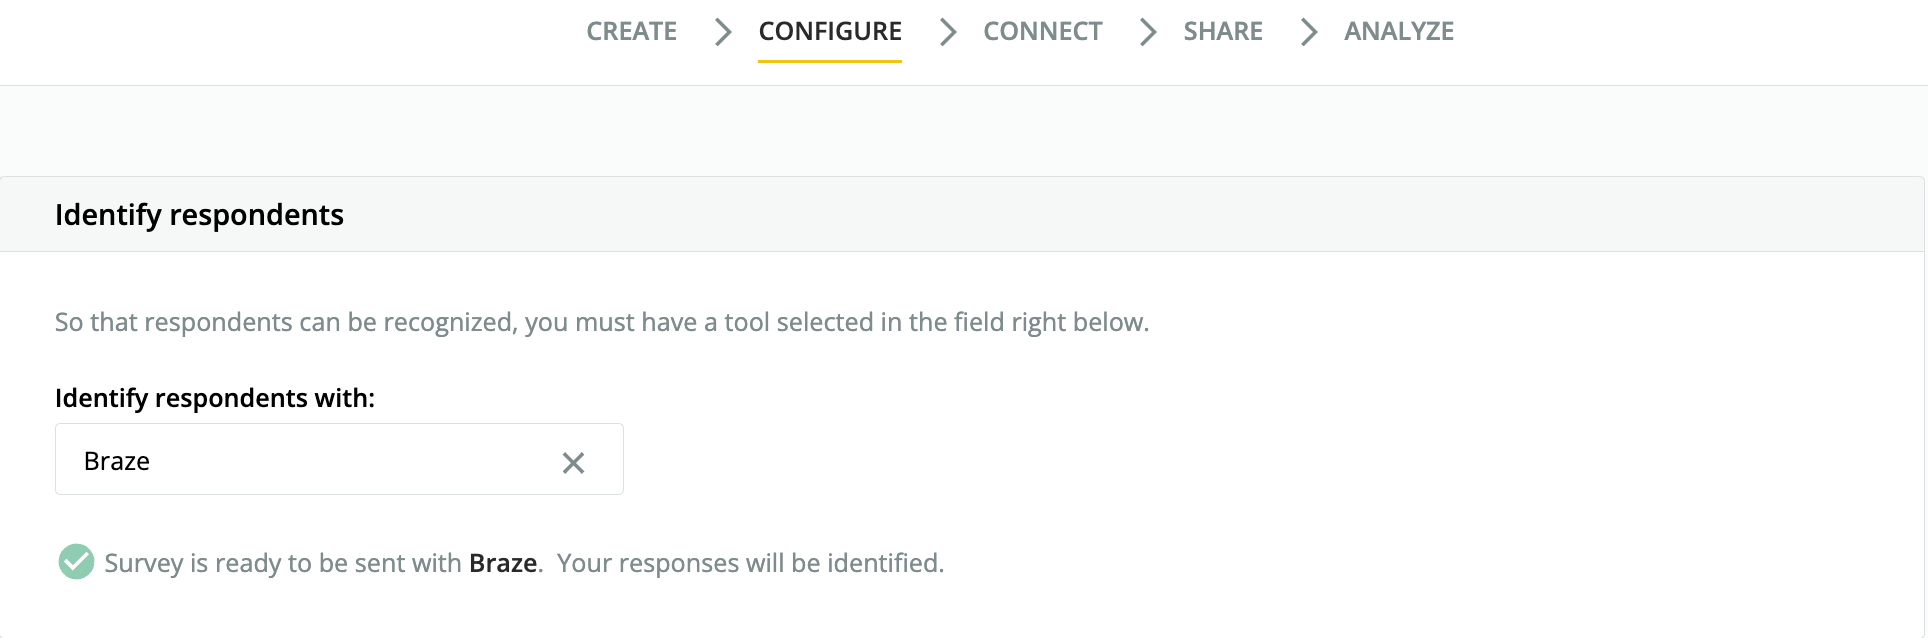 CREATE CONFIGURE CONNECT SHARE ANALYZE
Identify respondents
So that respondents can be recognized, you must have a tool selected in the field right below.
Identify respondents with:
Braze
Survey is ready to be sent with Braze. Your responses will be identified.